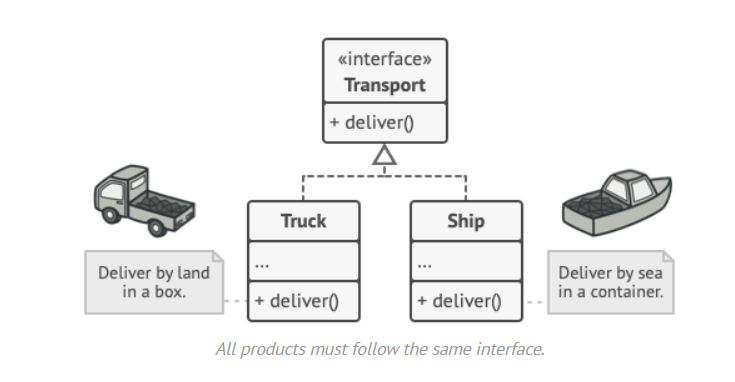 «interface»
Transport
+ deliver()
Truck
...
+ deliver()
Ship
...
+ deliver()
Deliver by land
in a box.
Deliver by sea
in a container.
All products must follow the same interface.